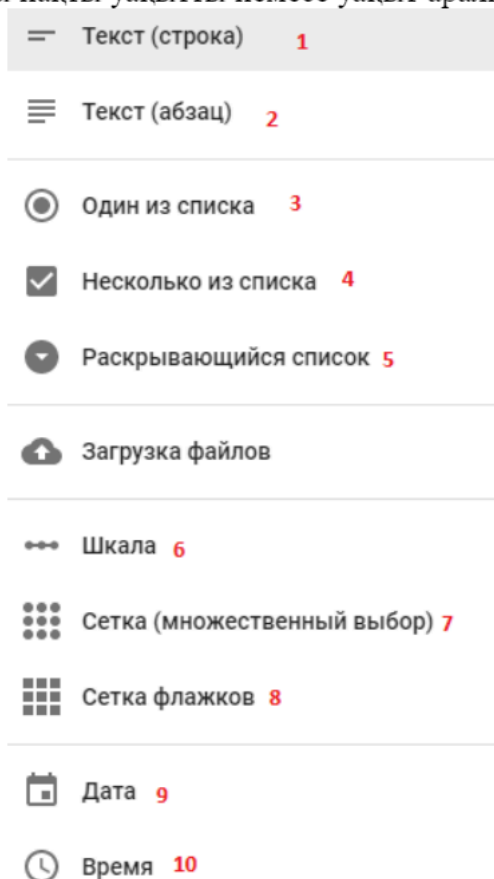 Текст (строка) 1
Текст (абзац) 2
Один из списка 3
Несколько из списка 4
Раскрывающийся список 5
Загрузка файлов
Шкала 6
Сетка (множественный выбор) 7
Сетка флажков 8
Дата 9
Время 10